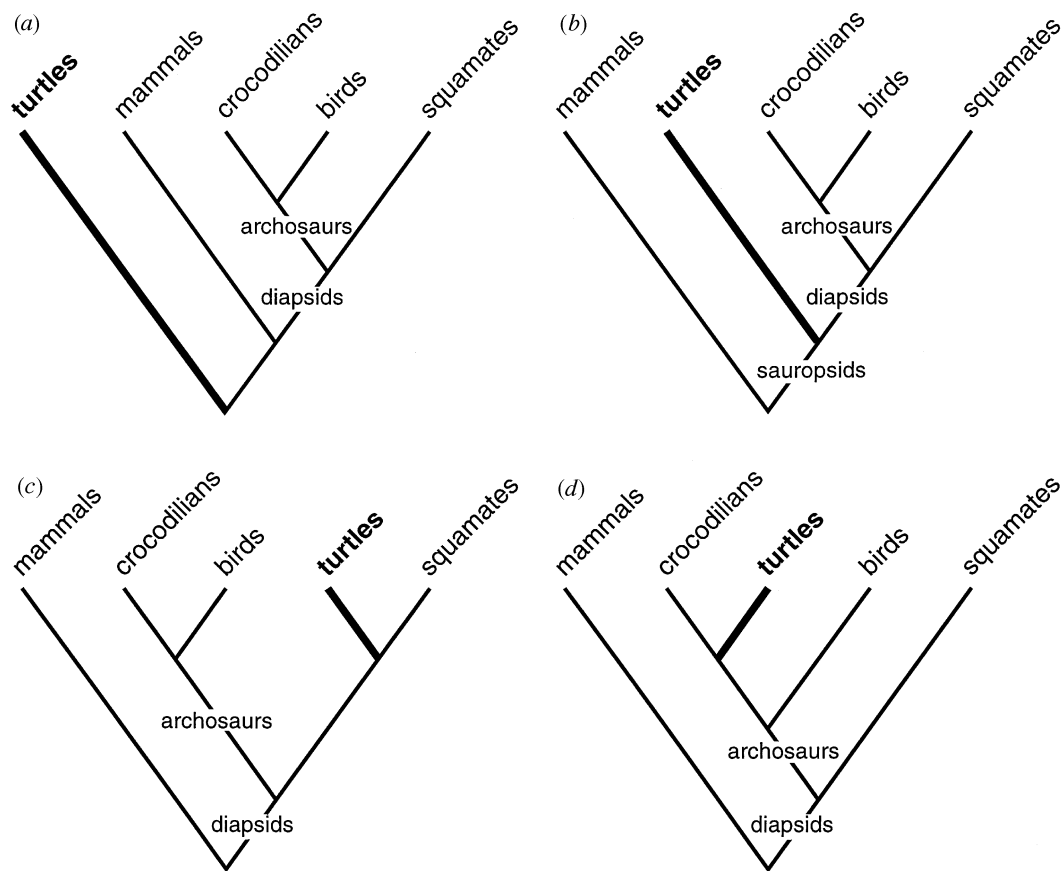 (a)
turtles
mammals
crocodilians
birds
squamates
archosaurs
diapsids
(b)
mammals
turtles
crocodilians
birds
squamates
archosaurs
diapsids
sauropsids
(c)
mammals
crocodilians
birds
turtles
squamates
archosaurs
diapsids
(d)
mammals
crocodilians
turtles
birds
squamates
archosaurs
diapsids